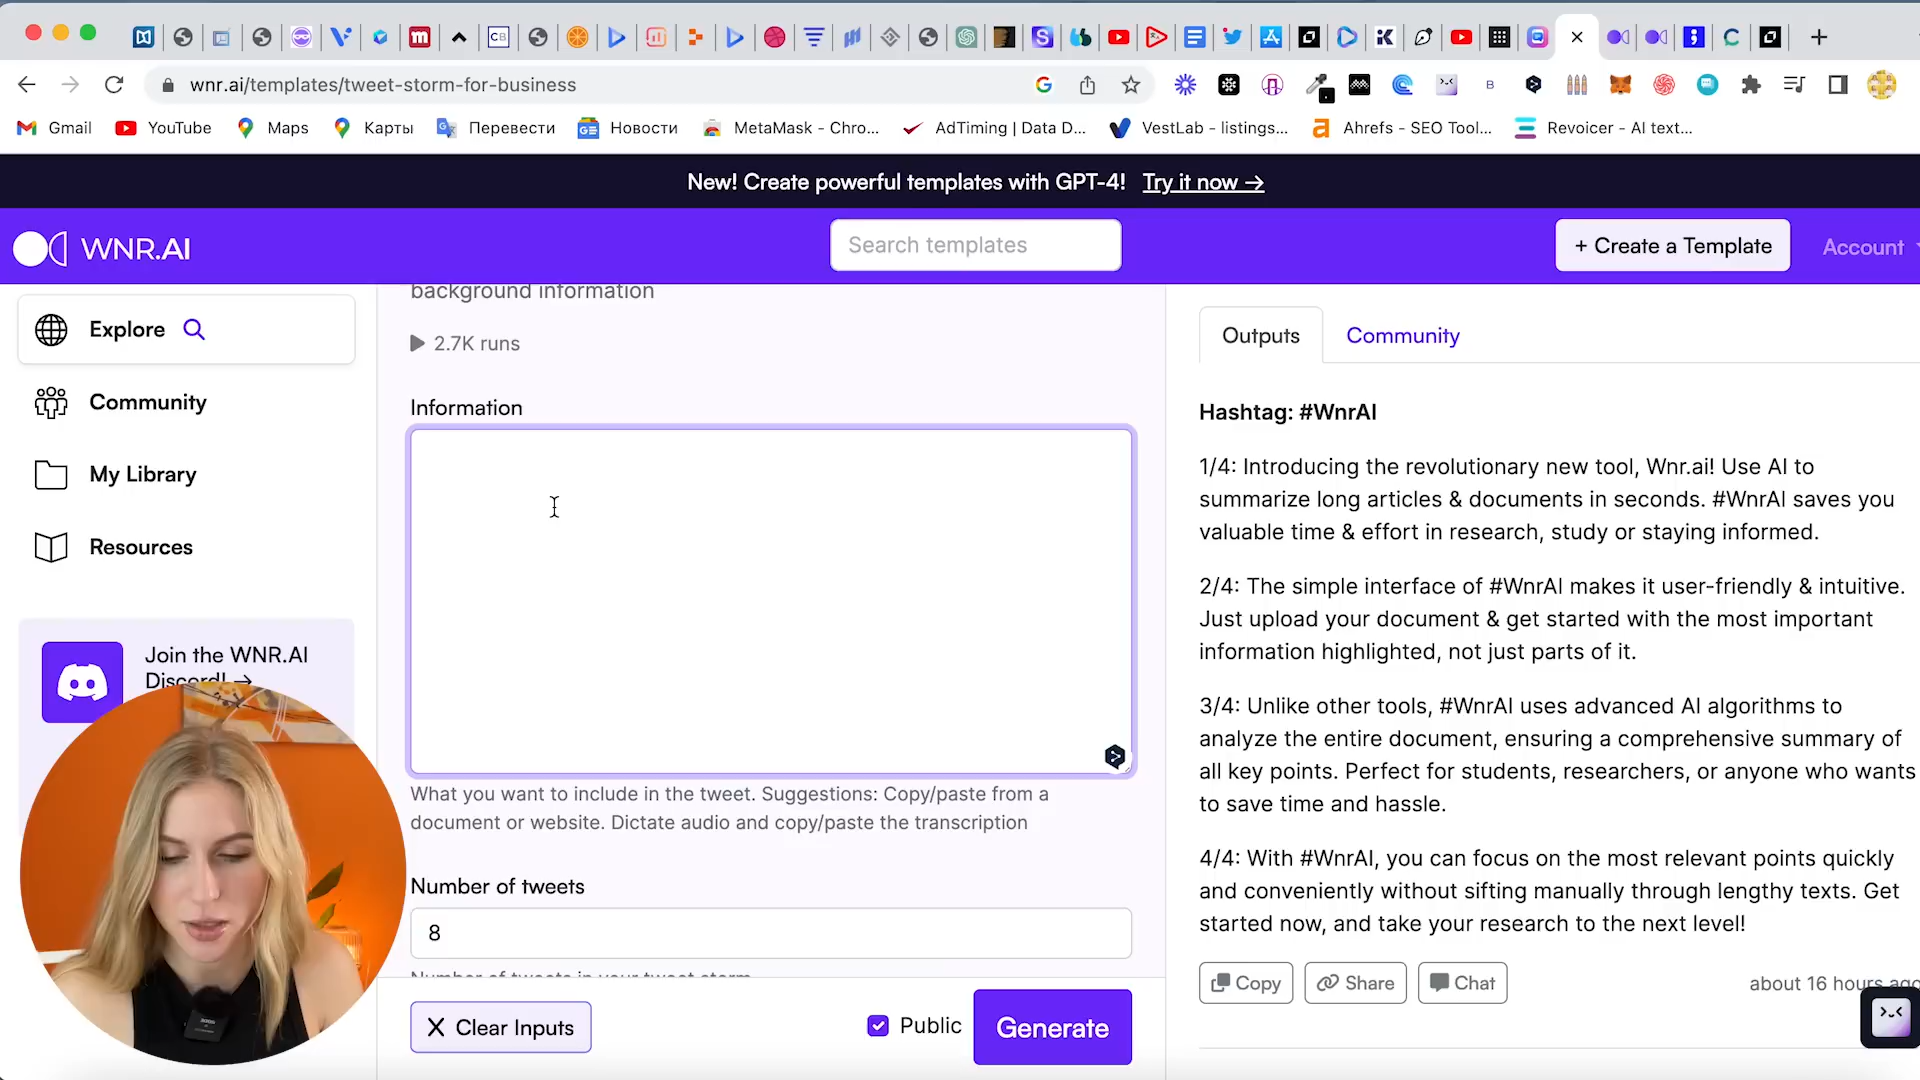 wnr.ai/templates/tweet-storm-for-business
Gmail YouTube Maps Карты Перевести Новости MetaMask - Chro... AdTiming | Data D... VestLab - listings... Ahrefs - SEO Tool... Revoicer - AI text...
New! Create powerful templates with GPT-4! Try it now →
WNR.AI
Search templates
+ Create a Template
Account
Explore
Community
My Library
Resources
Join the WNR.AI
Discord! →
background information
2.7K runs
Information
What you want to include in the tweet. Suggestions: Copy/paste from a
document or website. Dictate audio and copy/paste the transcription
Number of tweets
8
Number of tweets in your tweet storm
X Clear Inputs
Public
Generate
Outputs
Community
Hashtag: #WnrAI
1/4: Introducing the revolutionary new tool, Wnr.ai! Use AI to
summarize long articles & documents in seconds. #WnrAI saves you
valuable time & effort in research, study or staying informed.
2/4: The simple interface of #WnrAI makes it user-friendly & intuitive.
Just upload your document & get started with the most important
information highlighted, not just parts of it.
3/4: Unlike other tools, #WnrAI uses advanced AI algorithms to
analyze the entire document, ensuring a comprehensive summary of
all key points. Perfect for students, researchers, or anyone who wants
to save time and hassle.
4/4: With #WnrAI, you can focus on the most relevant points quickly
and conveniently without sifting manually through lengthy texts. Get
started now, and take your research to the next level!
Copy
Share
Chat
about 16 hours ago